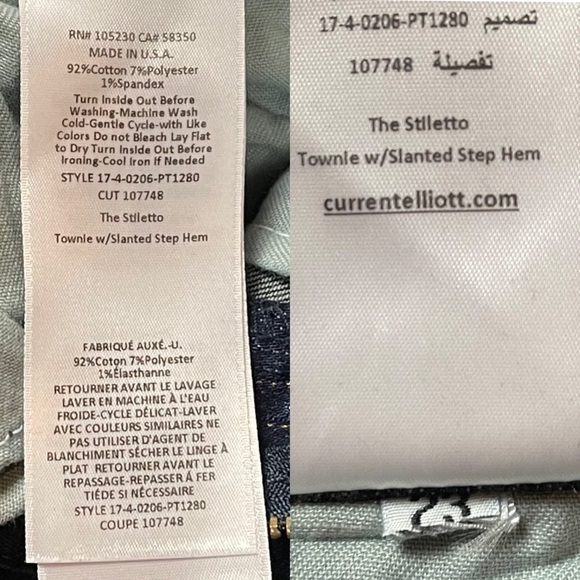 RN# 105230 CA# 58350
MADE IN U.S.A.
92%Cotton 7%Polyester
1%Spandex
Turn Inside Out Before
Washing-Machine Wash
Cold-Gentle Cycle-with Like
Colors Do not Bleach Lay Flat
to Dry Turn Inside Before
Ironing-Cool Iron If Needed
STYLE 17-4-0206-PT1280
CUT 107748
The Stiletto
Townie w/Slanted Step Hem
FABRIQUÉ AUXÉ.-U.
92%Coton 7%Polyester
1%Élasthanne
RETOURNER AVANT LE LAVAGE
LAVER EN MACHINE À L'EAU
FROIDE-CYCLE DÉLICAT-LAVER
AVEC COULEURS SIMILAIRES NE
PAS UTILISER D'AGENT DE
BLANCHIMENT SÉCHER LE LINGE À
PLAT RETOURNER AVANT LE
REPASSAGE-REPASSER Á FER
TIÉDE SI NÉCESSAIRE
STYLE 17-4-0206-PT1280
COUPE 107748
17-4-0206-PT1280 تصميم
107748 تفصيلة
The Stiletto
Townie w/Slanted Step Hem
currentelliott.com
23